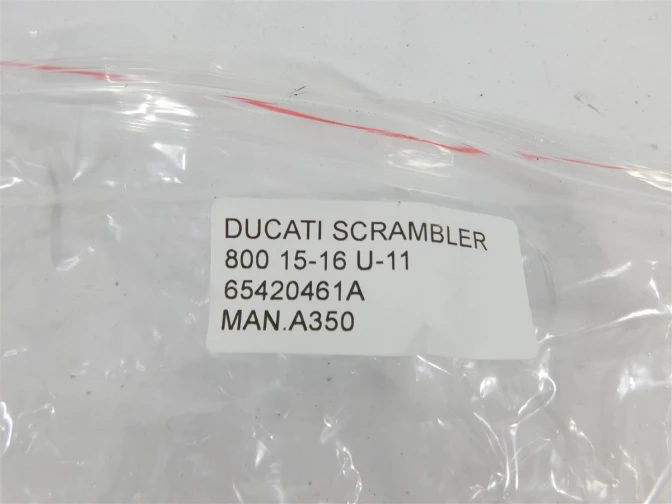 DUCATI SCRAMBLER
800 15-16 U-11
65420461A
MAN.A350